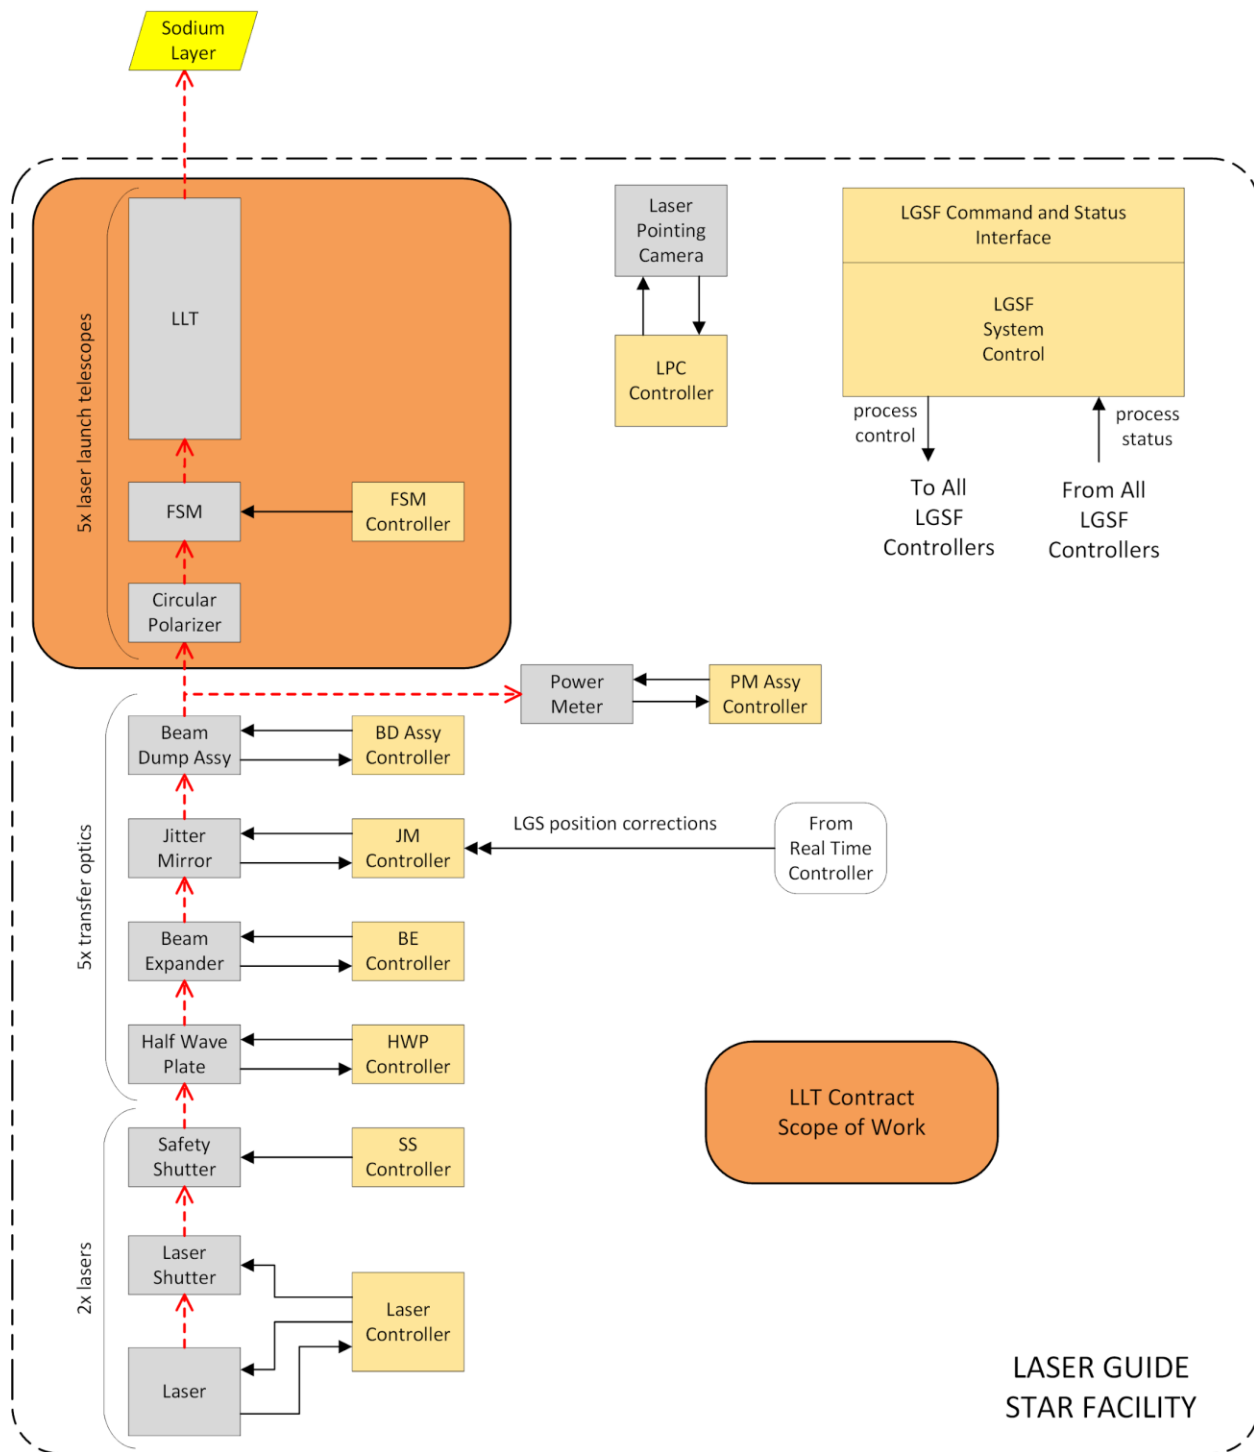 Sodium
Layer
5x laser launch telescopes
LLT
FSM
FSM
Controller
Circular
Polarizer
Laser
Pointing
Camera
LPC
Controller
LGSF Command and Status
Interface
LGSF
System
Control
process
control
process
status
To All
LGSF
Controllers
From All
LGSF
Controllers
Power
Meter
PM Assy
Controller
5x transfer optics
Beam
Dump Assy
BD Assy
Controller
Jitter
Mirror
JM
Controller
LGS position corrections
From
Real Time
Controller
Beam
Expander
BE
Controller
Half Wave
Plate
HWP
Controller
LLT Contract
Scope of Work
2x lasers
Safety
Shutter
SS
Controller
Laser
Shutter
Laser
Controller
Laser
LASER GUIDE
STAR FACILITY